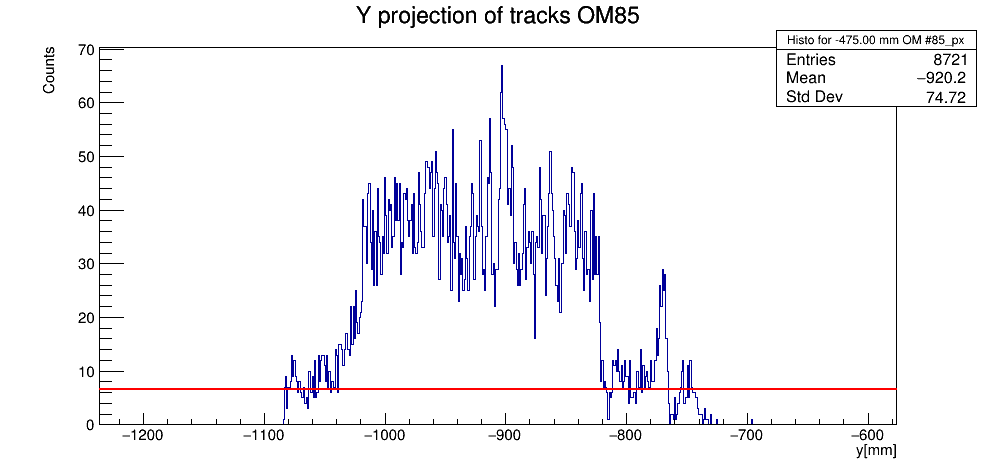 Y projection of tracks OM85
Histo for -475.00 mm OM #85_px
Entries 8721
Mean −920.2
Std Dev 74.72
Counts
70
60
50
40
30
20
10
0
−1200 −1100 −1000 −900 −800 −700 −600
y[mm]